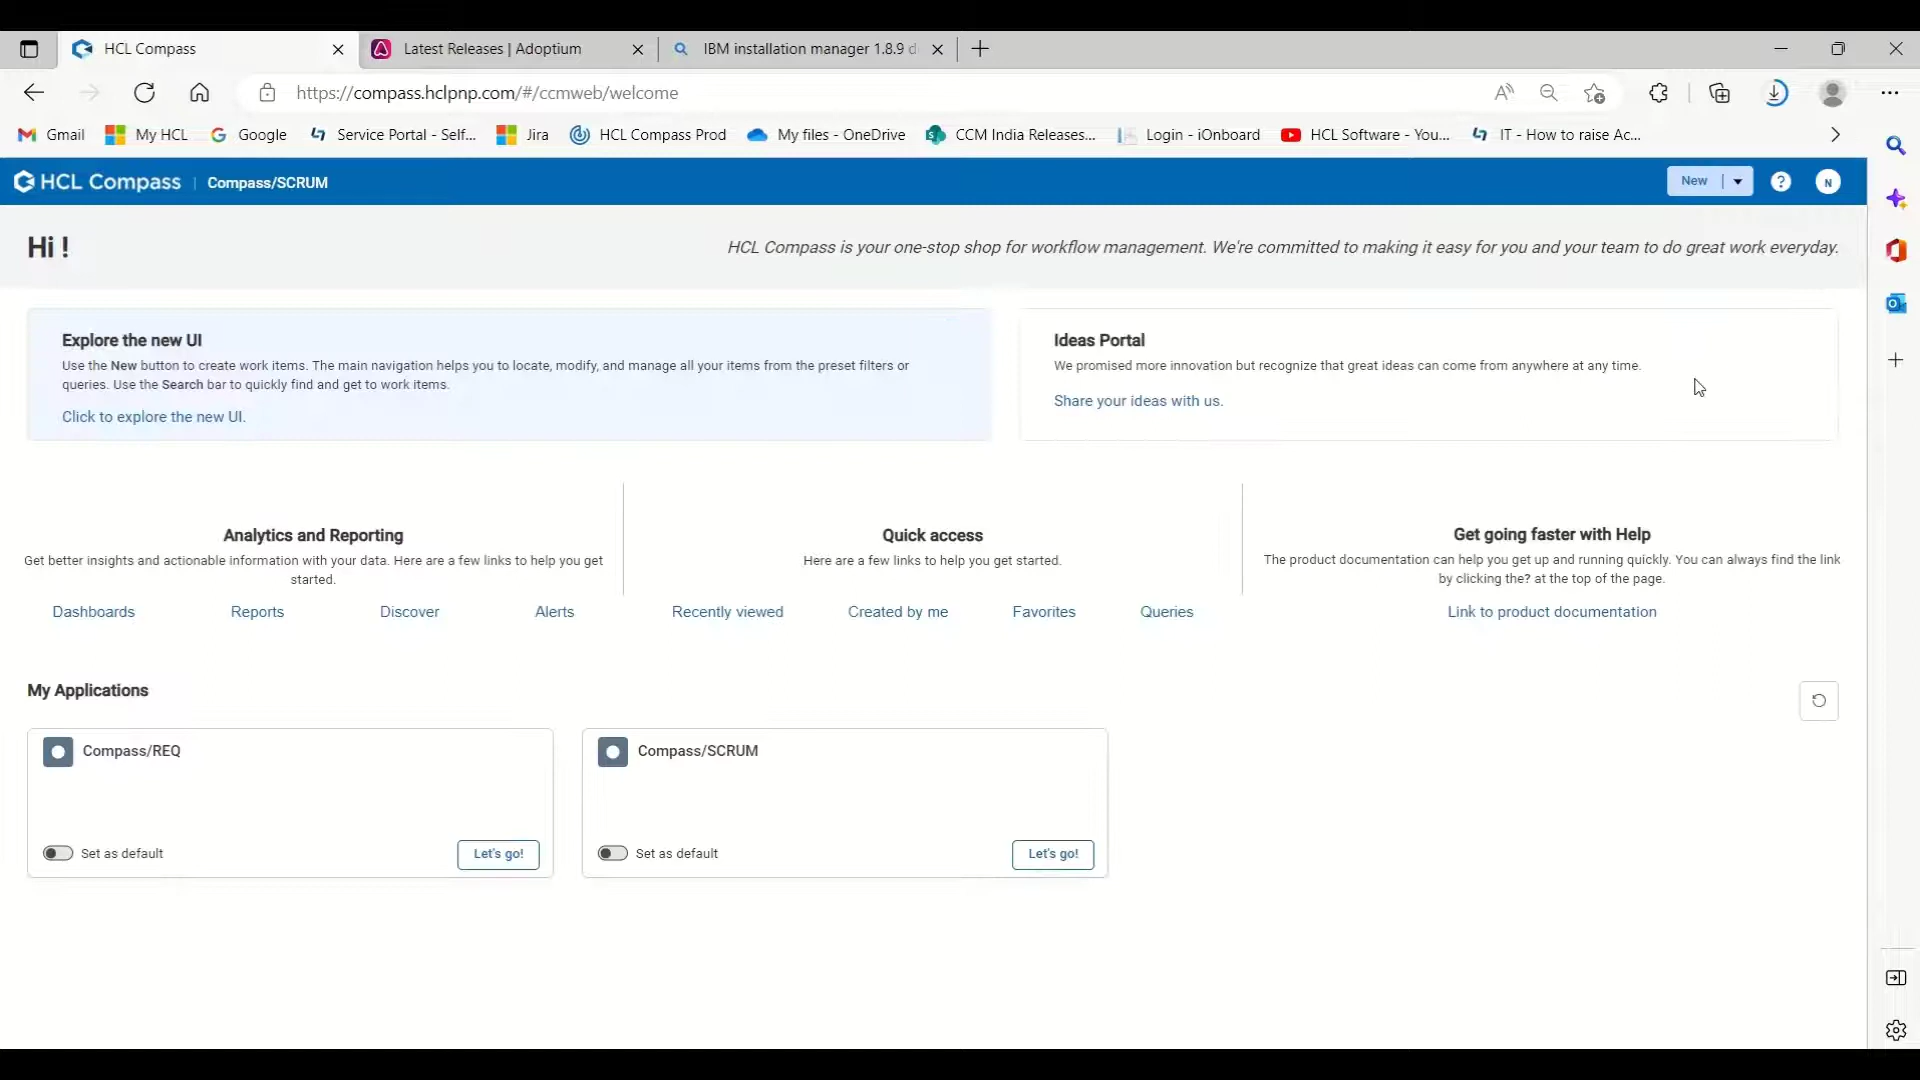 HCL Compass
Latest Releases | Adoptium
IBM installation manager 1.8.9 d
https://compass.hclpnp.com/#/ccmweb/welcome
Gmail
My HCL
Google
Service Portal - Self...
Jira
HCL Compass Prod
My files - OneDrive
CCM India Releases...
Login - iOnboard
HCL Software - You...
IT - How to raise Ac...
HCL Compass | Compass/SCRUM
New
N
Hi !
HCL Compass is your one-stop shop for workflow management. We're committed to making it easy for you and your team to do great work everyday.
Explore the new UI
Use the New button to create work items. The main navigation helps you to locate, modify, and manage all your items from the preset filters or
queries. Use the Search bar to quickly find and get to work items.
Click to explore the new UI.
Ideas Portal
We promised more innovation but recognize that great ideas can come from anywhere at any time.
Share your ideas with us.
Analytics and Reporting
Get better insights and actionable information with your data. Here are a few links to help you get
started.
Dashboards
Reports
Discover
Alerts
Quick access
Here are a few links to help you get started.
Recently viewed
Created by me
Favorites
Queries
Get going faster with Help
The product documentation can help you get up and running quickly. You can always find the link
by clicking the? at the top of the page.
Link to product documentation
My Applications
Compass/REQ
Set as default
Let's go!
Compass/SCRUM
Set as default
Let's go!